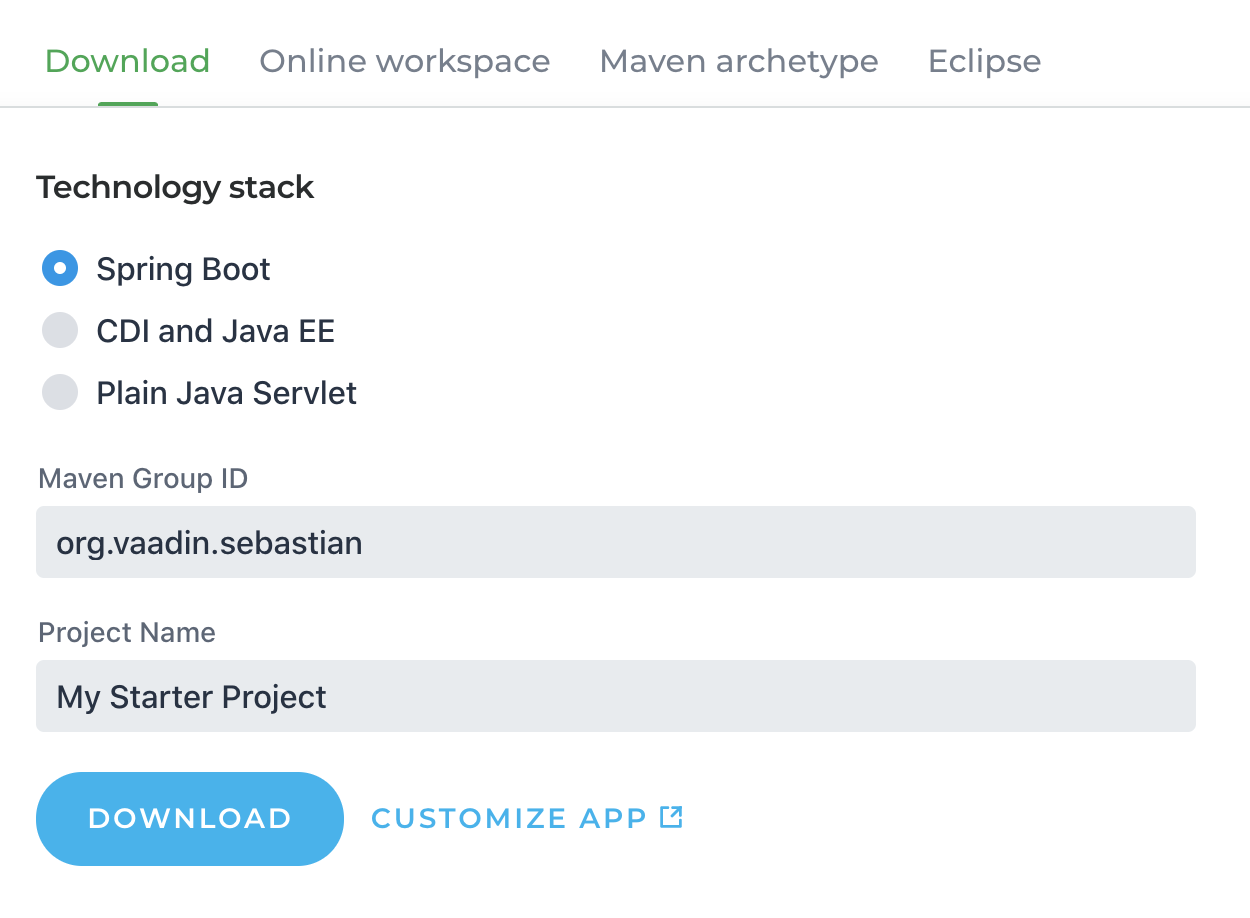 Download Online workspace Maven archetype Eclipse
Technology stack
Spring Boot
CDI and Java EE
Plain Java Servlet
Maven Group ID
org.vaadin.sebastian
Project Name
My Starter Project
DOWNLOAD CUSTOMIZE APP